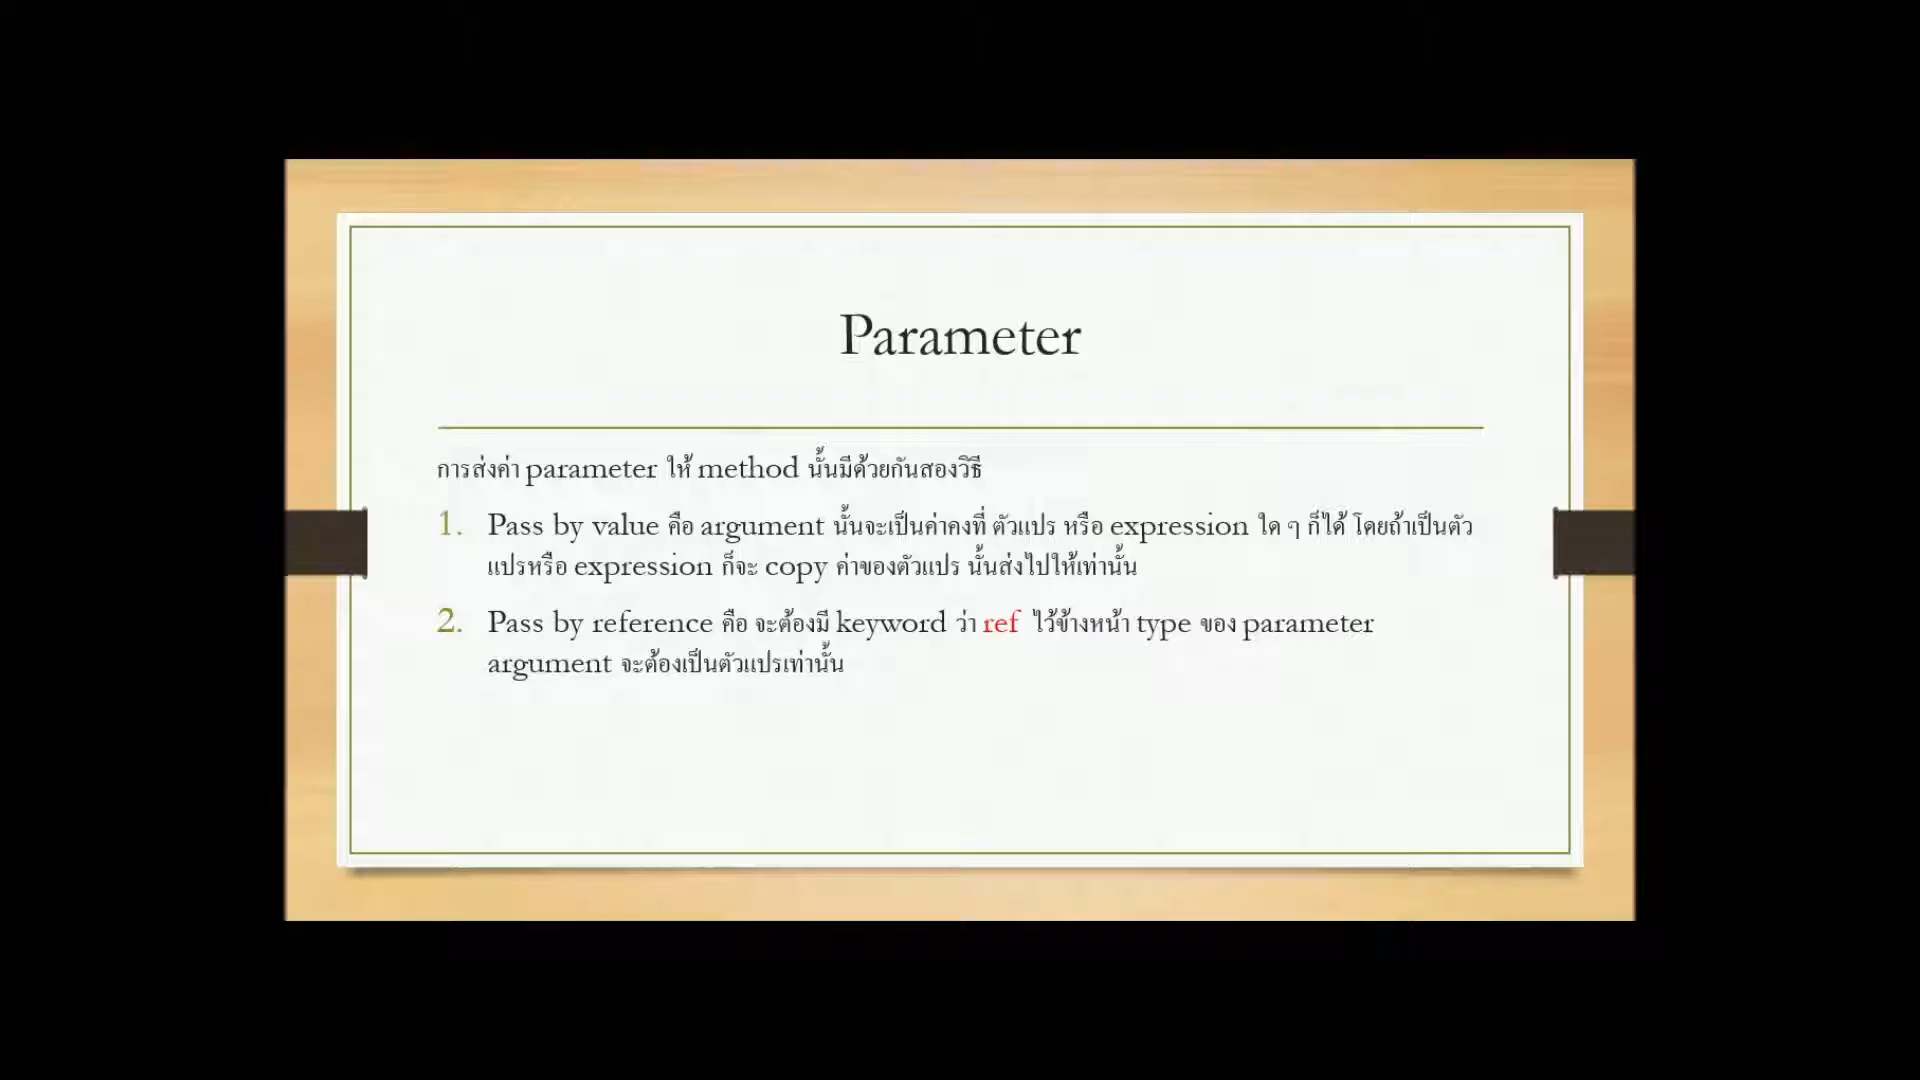 Parameter
การส่งค่า parameter ให้ method นั้นมีด้วยกันสองวิธี
1. Pass by value คือ argument นั้นจะเป็นค่าคงที่ ตัวแปร หรือ expression ใด ๆ ก็ได้ โดยถ้าเป็นตัว
แปรหรือ expression ก็จะ copy ค่าของตัวแปร นั้นส่งไปให้เท่านั้น
2. Pass by reference คือ จะต้องมี keyword ว่า ref ไว้ข้างหน้า type ของ parameter
argument จะต้องเป็นตัวแปรเท่านั้น